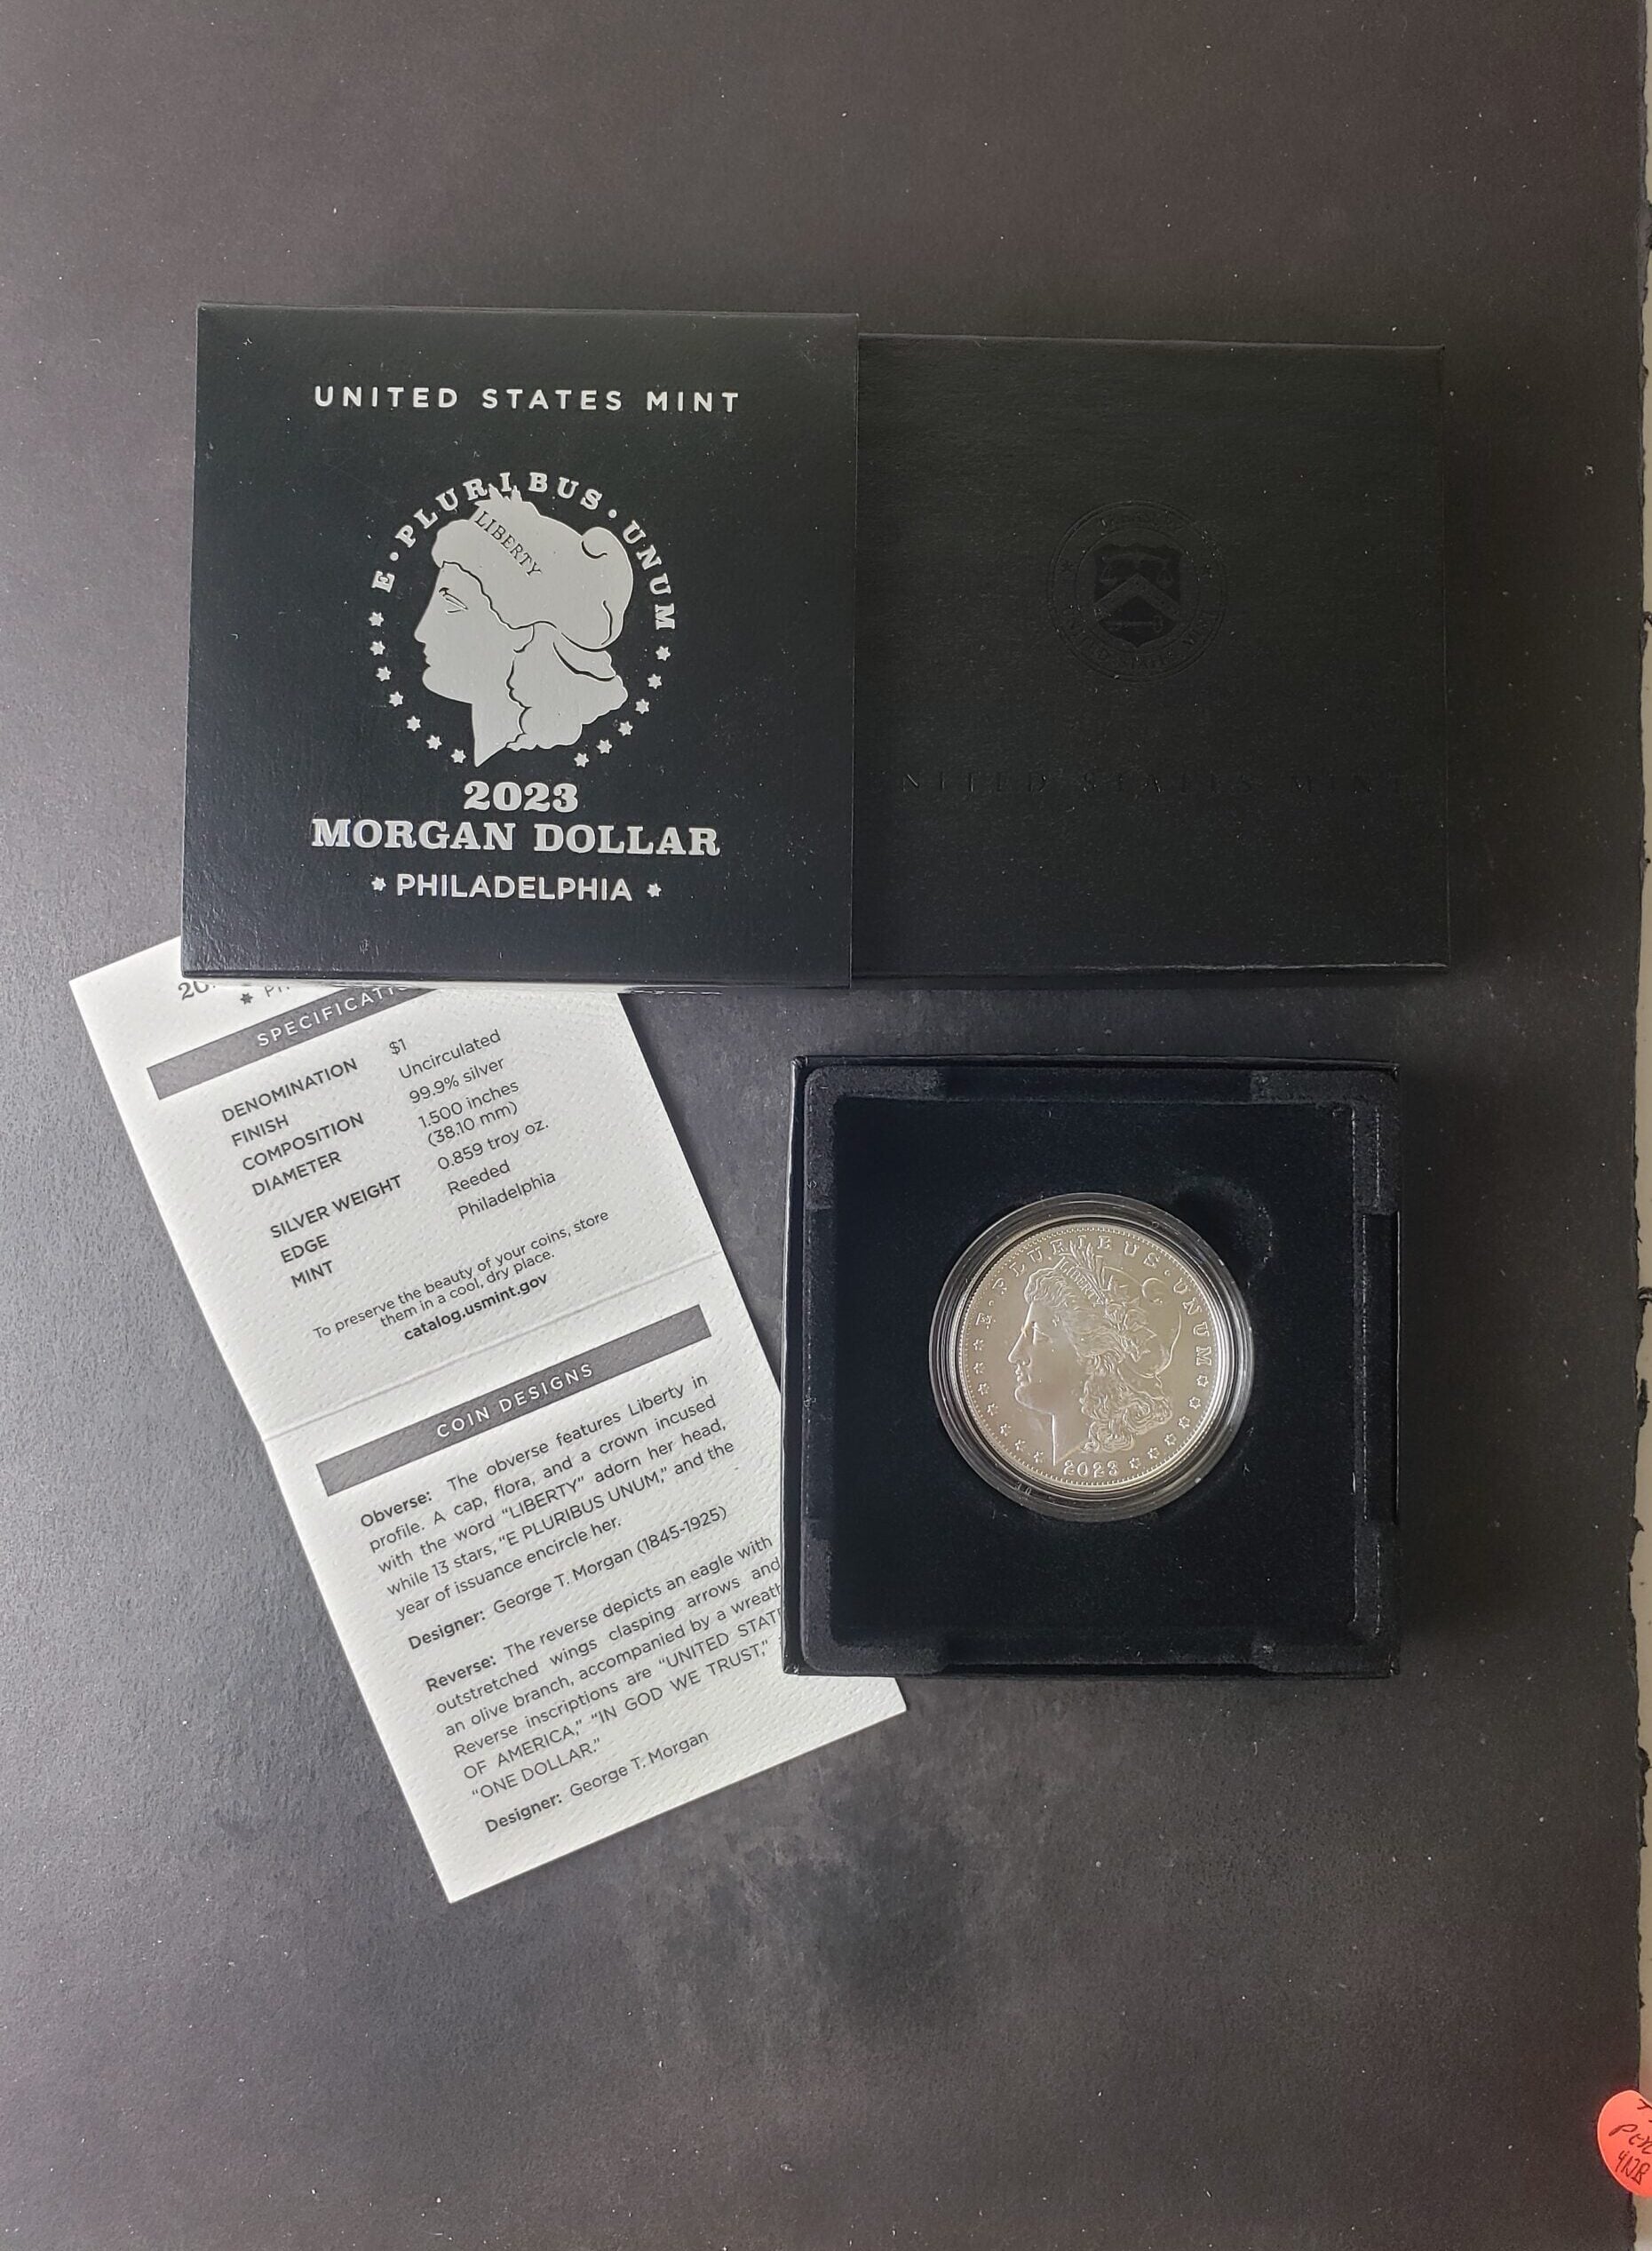 UNITED STATES MINT
E·PLURIBUS·UNUM
LIBERTY
2023
MORGAN DOLLAR
PHILADELPHIA
UNITED STATES MINT
SPECIFICATIO
DENOMINATION $1
FINISH Uncirculated
COMPOSITION 99.9% silver
DIAMETER 1.500 inches
(38.10 mm)
SILVER WEIGHT 0.859 troy oz.
EDGE Reeded
MINT Philadelphia
To preserve the beauty of your coins, store
them in a cool, dry place.
catalog.usmint.gov
COIN DESIGNS
Obverse: The obverse features Liberty in
profile. A cap, flora, and a crown incused
with the word “LIBERTY” adorn her head,
while 13 stars, “E PLURIBUS UNUM,” and the
year of issuance encircle her.
Designer: George T. Morgan (1845-1925)
Reverse: The reverse depicts an eagle with
outstretched wings clasping arrows and
an olive branch, accompanied by a wreath
Reverse inscriptions are “UNITED STAT
OF AMERICA,” “IN GOD WE TRUST,”
“ONE DOLLAR.”
Designer: George T. Morgan
E·PLURIBUS·UNUM
LIBERTY
2023